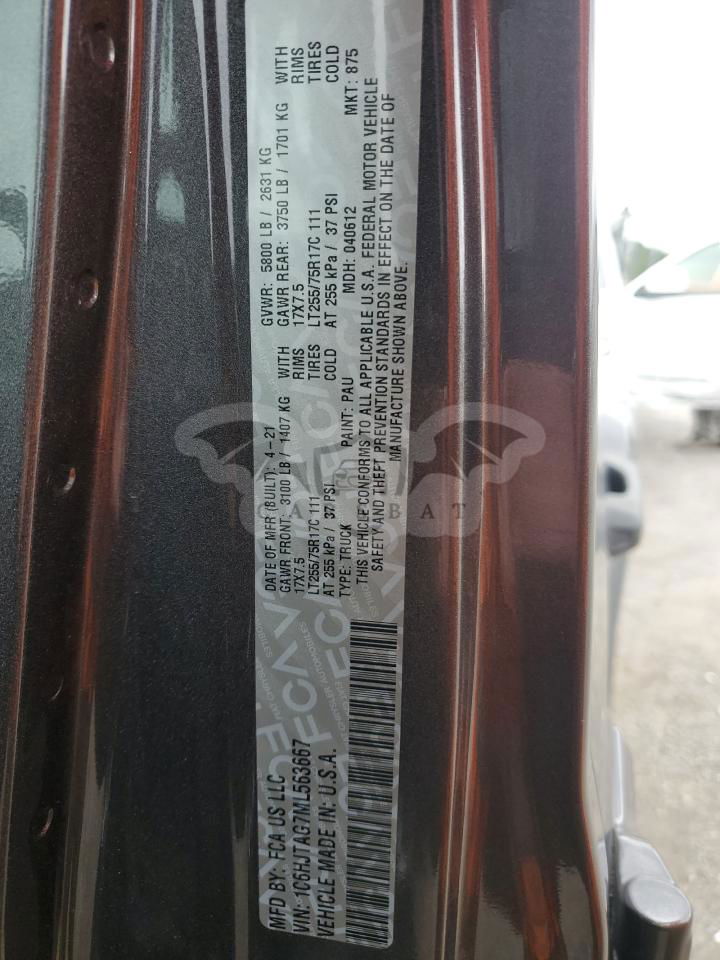 MFD BY: FCA US LLC DATE OF MFR (BUILT): 4-21 GVWR: 5800 LB / 2631 KG
VIN: 1C6HJTAG7ML563667 GAWR FRONT: 3100 LB / 1407 KG WITH GAWR REAR: 3750 LB / 1701 KG WITH
VEHICLE MADE IN: U.S.A. 17X7.5 RIMS 17X7.5 RIMS
LT255/75R17C 111 TIRES LT255/75R17C 111 TIRES
AT 255 kPa / 37 PSI COLD AT 255 kPa / 37 PSI COLD
TYPE: TRUCK PAINT: PAU MDH: 040612 MKT: 875
THIS VEHICLE CONFORMS TO ALL APPLICABLE U.S.A. FEDERAL MOTOR VEHICLE
SAFETY AND THEFT PREVENTION STANDARDS IN EFFECT ON THE DATE OF
MANUFACTURE SHOWN ABOVE.